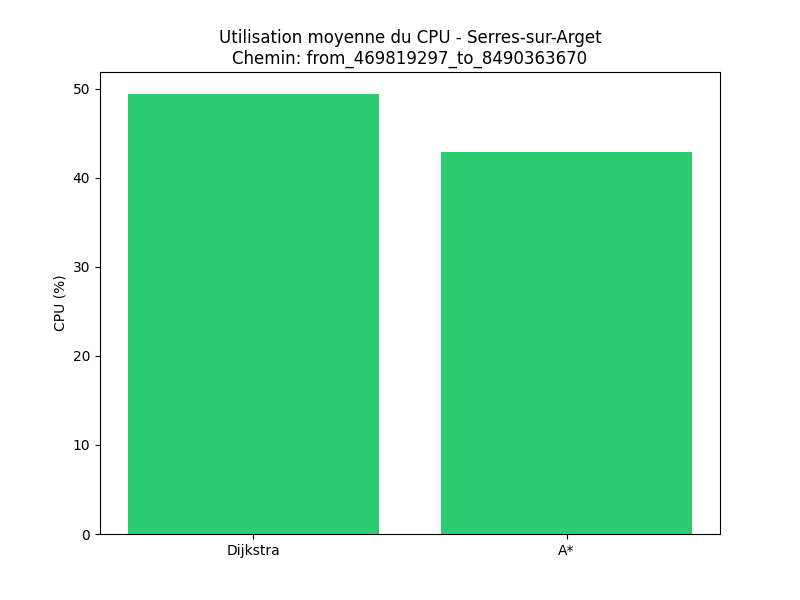 Utilisation moyenne du CPU - Serres-sur-Arget
Chemin: from_469819297_to_8490363670
CPU (%)
50
40
30
20
10
0
Dijkstra
A*